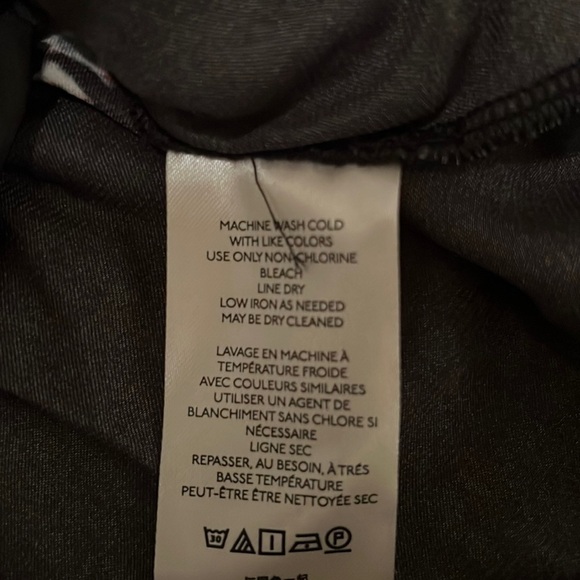 MACHINE WASH COLD
WITH LIKE COLORS
USE ONLY NON-CHLORINE
BLEACH
LINE DRY
LOW IRON AS NEEDED
MAY BE DRY CLEANED
LAVAGE EN MACHINE À
TEMPÉRATURE FROIDE
AVEC COULEURS SIMILAIRES
UTILISER UN AGENT DE
BLANCHIMENT SANS CHLORE SI
NÉCESSAIRE
LIGNE SEC
REPASSER, AU BESOIN, À TRÉS
BASSE TEMPÉRATURE
PEUT-ÊTRE ÊTRE NETTOYÉE SEC
30 P